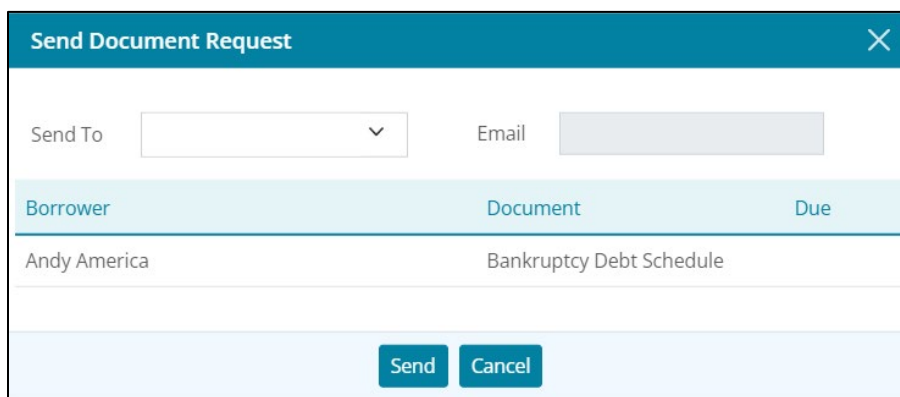 Send Document Request
Send To
Email
Borrower Document Due
Andy America Bankruptcy Debt Schedule
Send Cancel